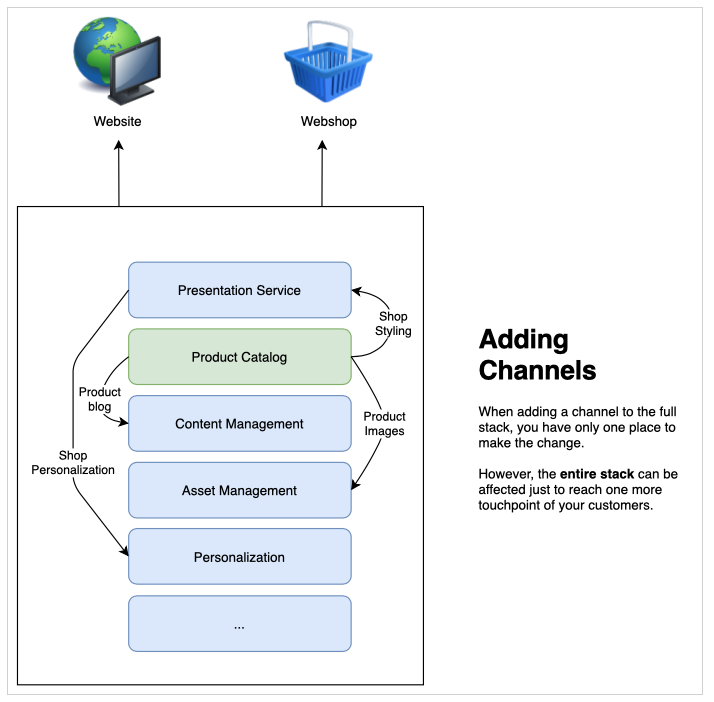 Website
Webshop
Presentation Service
Shop
Styling
Product Catalog
Product
blog
Product
Images
Content Management
Shop
Personalization
Asset Management
Personalization
...
Adding
Channels
When adding a channel to the full
stack, you have only one place to
make the change.
However, the entire stack can be
affected just to reach one more
touchpoint of your customers.